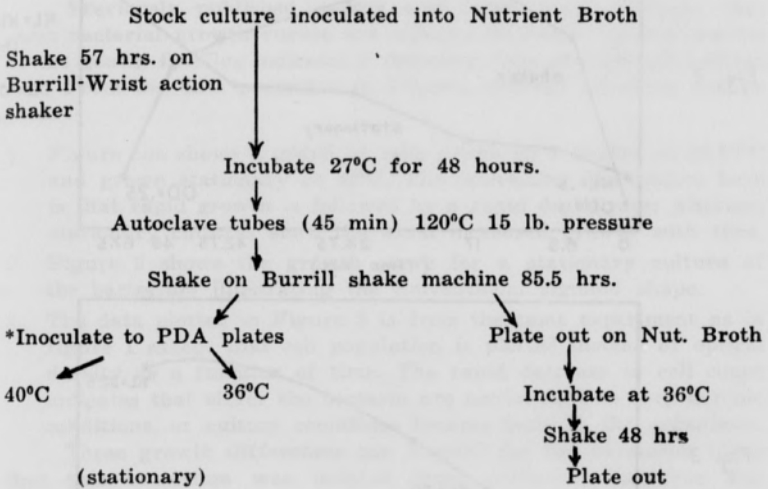 Stock culture inoculated into Nutrient Broth
Shake 57 hrs. on
Burrill-Wrist action
shaker
Incubate 27°C for 48 hours.
Autoclave tubes (45 min) 120°C 15 lb. pressure
Shake on Burrill shake machine 85.5 hrs.
*Inoculate to PDA plates
Plate out on Nut. Broth
40°C
36°C
Incubate at 36°C
Shake 48 hrs
(stationary)
Plate out